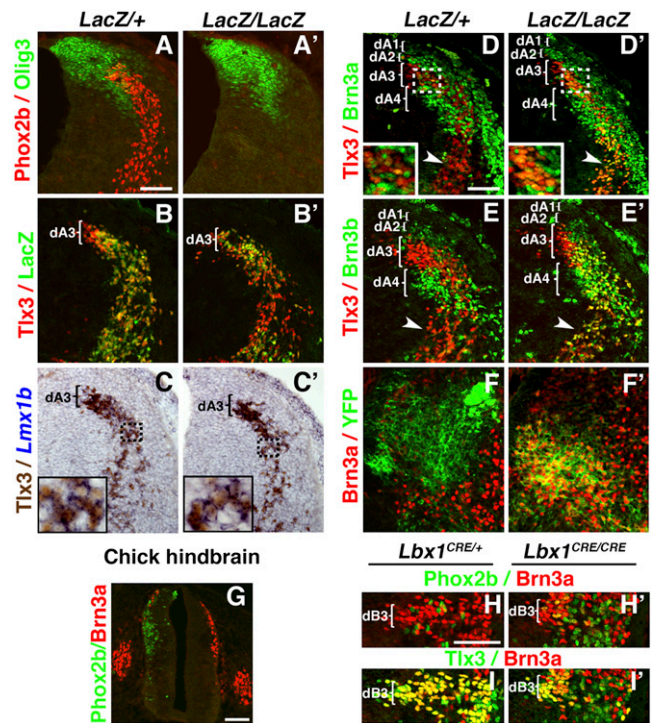 LacZ/+
LacZ/LacZ
LacZ/+
LacZ/LacZ
Phox2b / Olig3
A
A'
Tlx3 / Brn3a
dA1
dA2
dA3
dA4
D
dA1
dA2
dA3
dA4
D'
Tlx3 / LacZ
dA3
B
dA3
B'
Tlx3 / Brn3b
dA1
dA2
dA3
dA4
E
dA1
dA2
dA3
dA4
E'
Tlx3 / Lmx1b
dA3
C
dA3
C'
Brn3a / YFP
F
F'
Chick hindbrain
Phox2b/Brn3a
G
Lbx1CRE/+
Lbx1CRE/CRE
Phox2b / Brn3a
dB3
H
dB3
H'
Tlx3 / Brn3a
dB3
I
dB3
I'